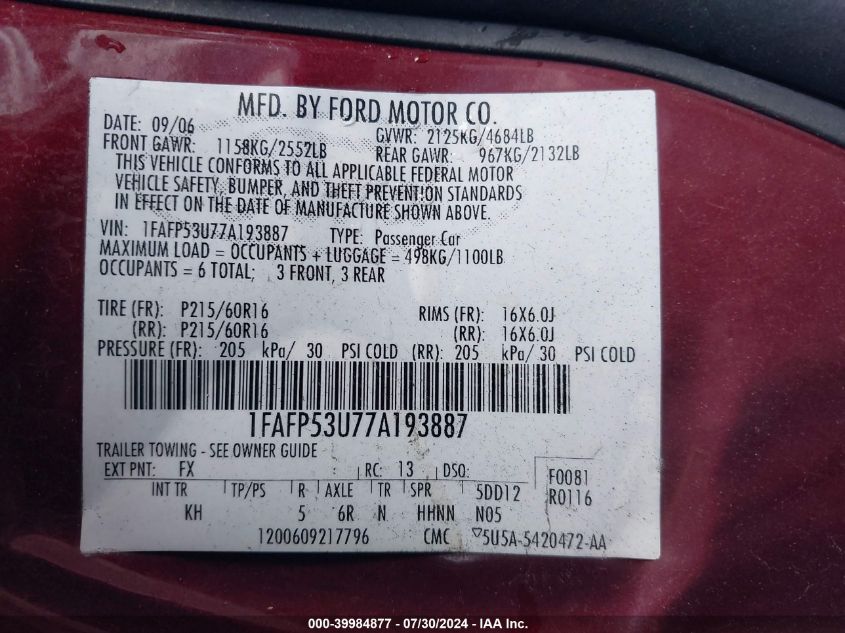 MFD. BY FORD MOTOR CO.
DATE: 09/06 GVWR: 2125KG/4684LB
FRONT GAWR: 1158KG/2552LB REAR GAWR: 967KG/2132LB
THIS VEHICLE CONFORMS TO ALL APPLICABLE FEDERAL MOTOR
VEHICLE SAFETY, BUMPER, AND THEFT PREVENTION STANDARDS
IN EFFECT ON THE DATE OF MANUFACTURE SHOWN ABOVE.
VIN: 1FAFP53U77A193887 TYPE: Passenger Car
MAXIMUM LOAD = OCCUPANTS + LUGGAGE = 498KG/1100LB
OCCUPANTS = 6 TOTAL; 3 FRONT, 3 REAR
TIRE (FR): P215/60R16 RIMS (FR): 16X6.0J
(RR): P215/60R16 (RR): 16X6.0J
PRESSURE (FR): 205 kPa/ 30 PSI COLD (RR): 205 kPa/ 30 PSI COLD
1FAFP53U77A193887
TRAILER TOWING - SEE OWNER GUIDE
EXT PNT: FX RC: 13 DSO: F0081
INT TR TP/PS R AXLE TR SPR 5DD12 R0116
KH 5 6R N HHNN N05
1200609217796 CMC ▽5U5A-5420472-AA
000-39984877 / 07/30/2024 / IAA Inc.